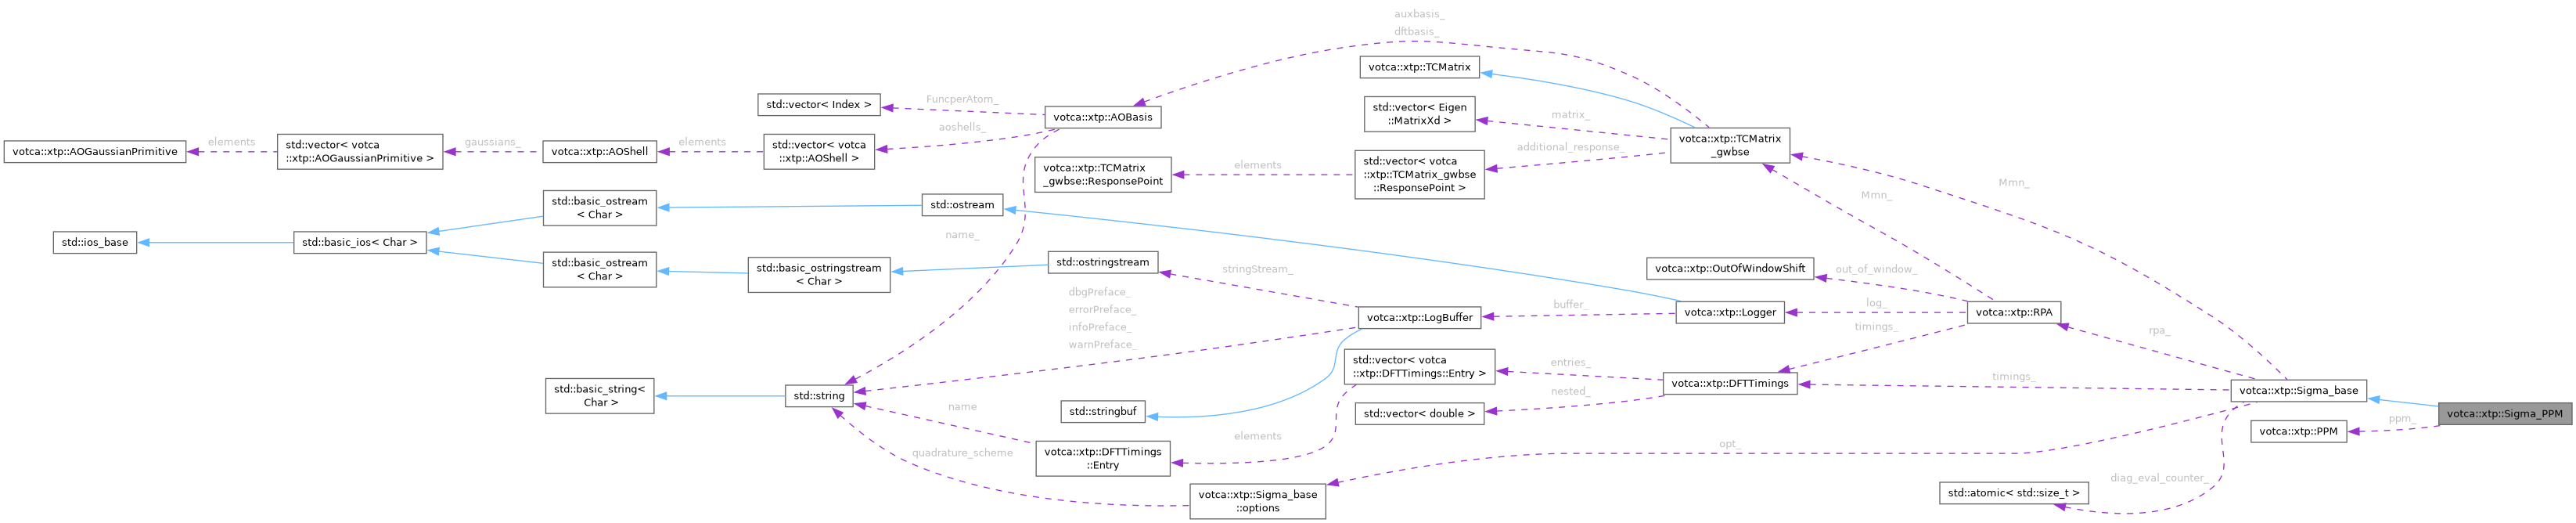 auxbasis_
dftbasis_
votca::xtp::TCMatrix
std::vector< Index >
FuncperAtom_
votca::xtp::AOBasis
aoshells_
std::vector< Eigen
::MatrixXd >
matrix_
votca::xtp::TCMatrix
_gwbse
votca::xtp::AOGaussianPrimitive
elements
std::vector< votca
::xtp::AOGaussianPrimitive >
gaussians_
votca::xtp::AOShell
elements
std::vector< votca
::xtp::AOShell >
additional_response_
votca::xtp::TCMatrix
_gwbse::ResponsePoint
elements
std::vector< votca
::xtp::TCMatrix_gwbse
::ResponsePoint >
Mmn_
Mmn_
std::basic_ostream
< Char >
std::ostream
std::ios_base
std::basic_ios< Char >
name_
std::basic_ostream
< Char >
std::basic_ostringstream
< Char >
std::ostringstream
stringStream_
votca::xtp::OutOfWindowShift
out_of_window_
dbgPreface_
errorPreface_
infoPreface_
warnPreface_
votca::xtp::LogBuffer
buffer_
votca::xtp::Logger
log_
votca::xtp::RPA
timings_
rpa_
std::vector< votca
::xtp::DFTTimings::Entry >
entries_
nested_
votca::xtp::DFTTimings
timings_
votca::xtp::Sigma_base
std::basic_string<
Char >
std::string
name
std::stringbuf
std::vector< double >
votca::xtp::Sigma_PPM
ppm_
votca::xtp::PPM
elements
votca::xtp::DFTTimings
::Entry
quadrature_scheme
opt_
votca::xtp::Sigma_base
::options
diag_eval_counter_
std::atomic< std::size_t >